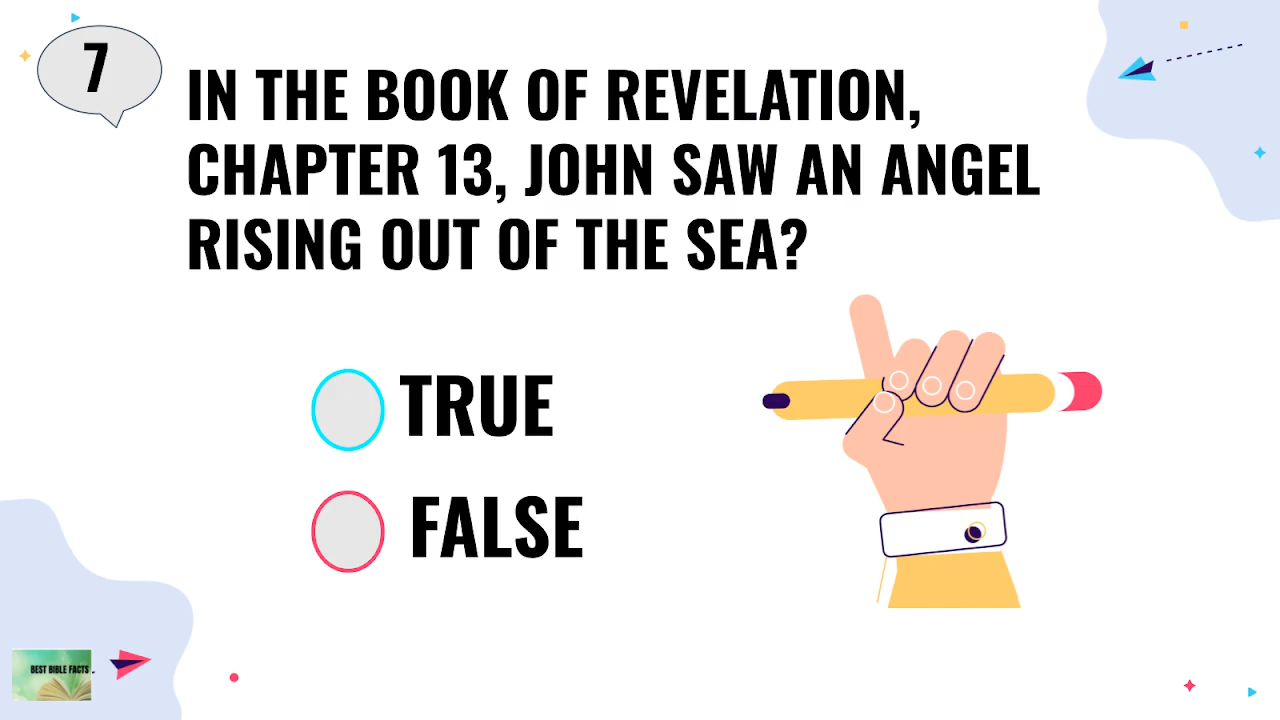 7
IN THE BOOK OF REVELATION,
CHAPTER 13, JOHN SAW AN ANGEL
RISING OUT OF THE SEA?
TRUE
FALSE
BEST BIBLE FACTS